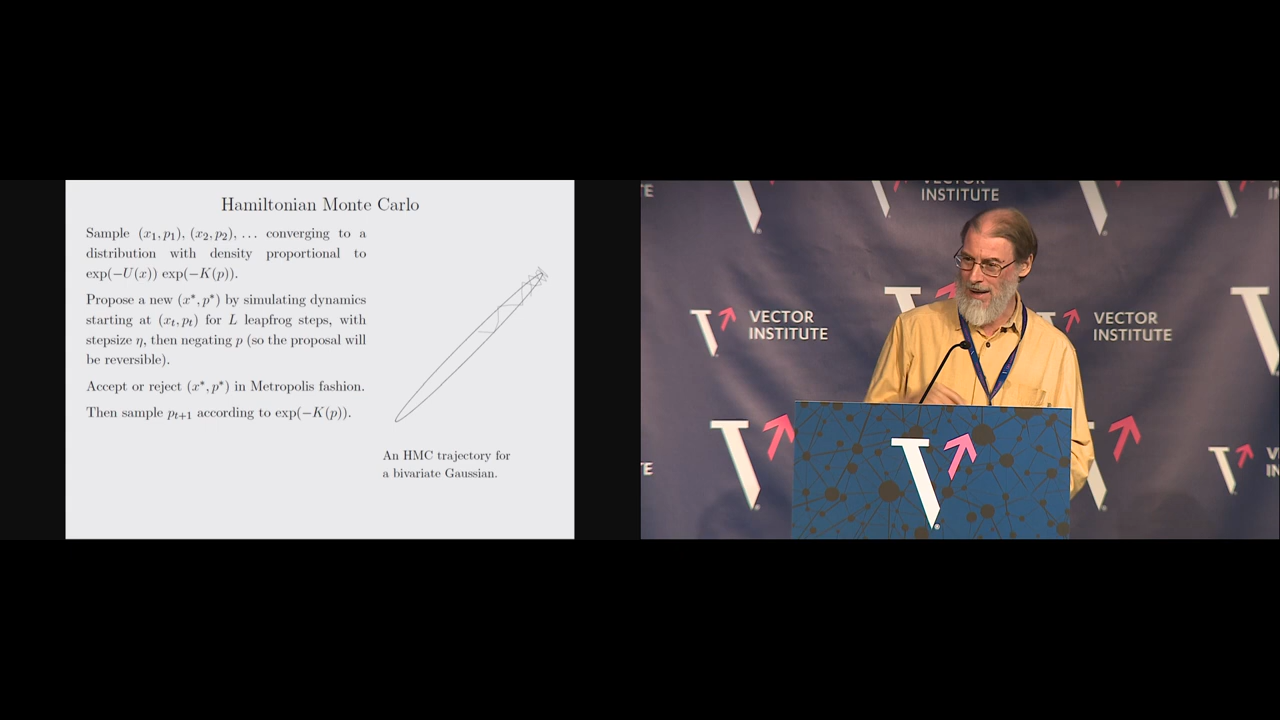 Hamiltonian Monte Carlo
Sample (x₁, p₁), (x₂, p₂), … converging to a
distribution with density proportional to
exp(−U(x)) exp(−K(p)).
Propose a new (x*, p*) by simulating dynamics
starting at (xₜ, pₜ) for L leapfrog steps, with
stepsize η, then negating p (so the proposal will
be reversible).
Accept or reject (x*, p*) in Metropolis fashion.
Then sample pₜ₊₁ according to exp(−K(p)).
An HMC trajectory for
a bivariate Gaussian.
VECTOR
INSTITUTE
VECTOR
INSTITUTE
VECTOR
INSTITUTE